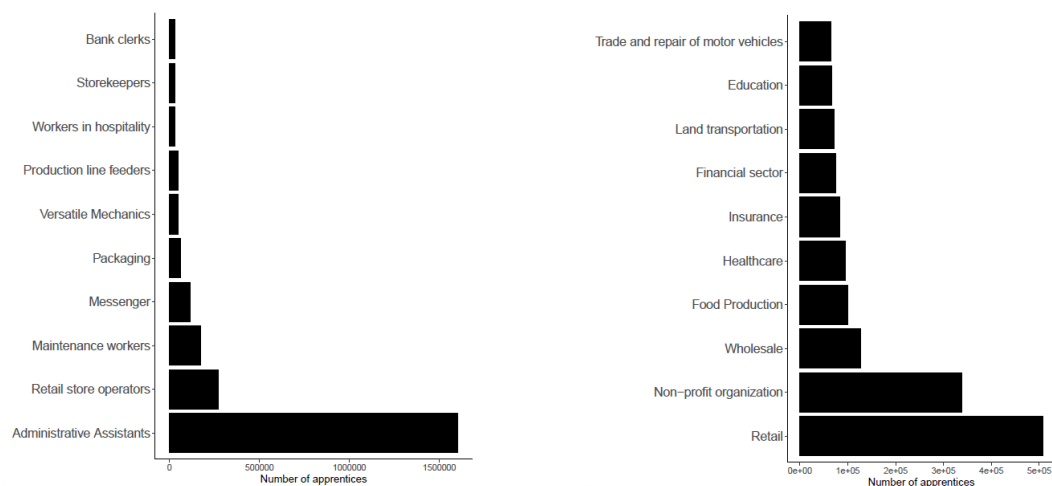 Bank clerks
Storekeepers
Workers in hospitality
Production line feeders
Versatile Mechanics
Packaging
Messenger
Maintenance workers
Retail store operators
Administrative Assistants
0 500000 1000000 1500000
Number of apprentices
Trade and repair of motor vehicles
Education
Land transportation
Financial sector
Insurance
Healthcare
Food Production
Wholesale
Non−profit organization
Retail
0e+00 1e+05 2e+05 3e+05 4e+05 5e+05
Number of apprentices